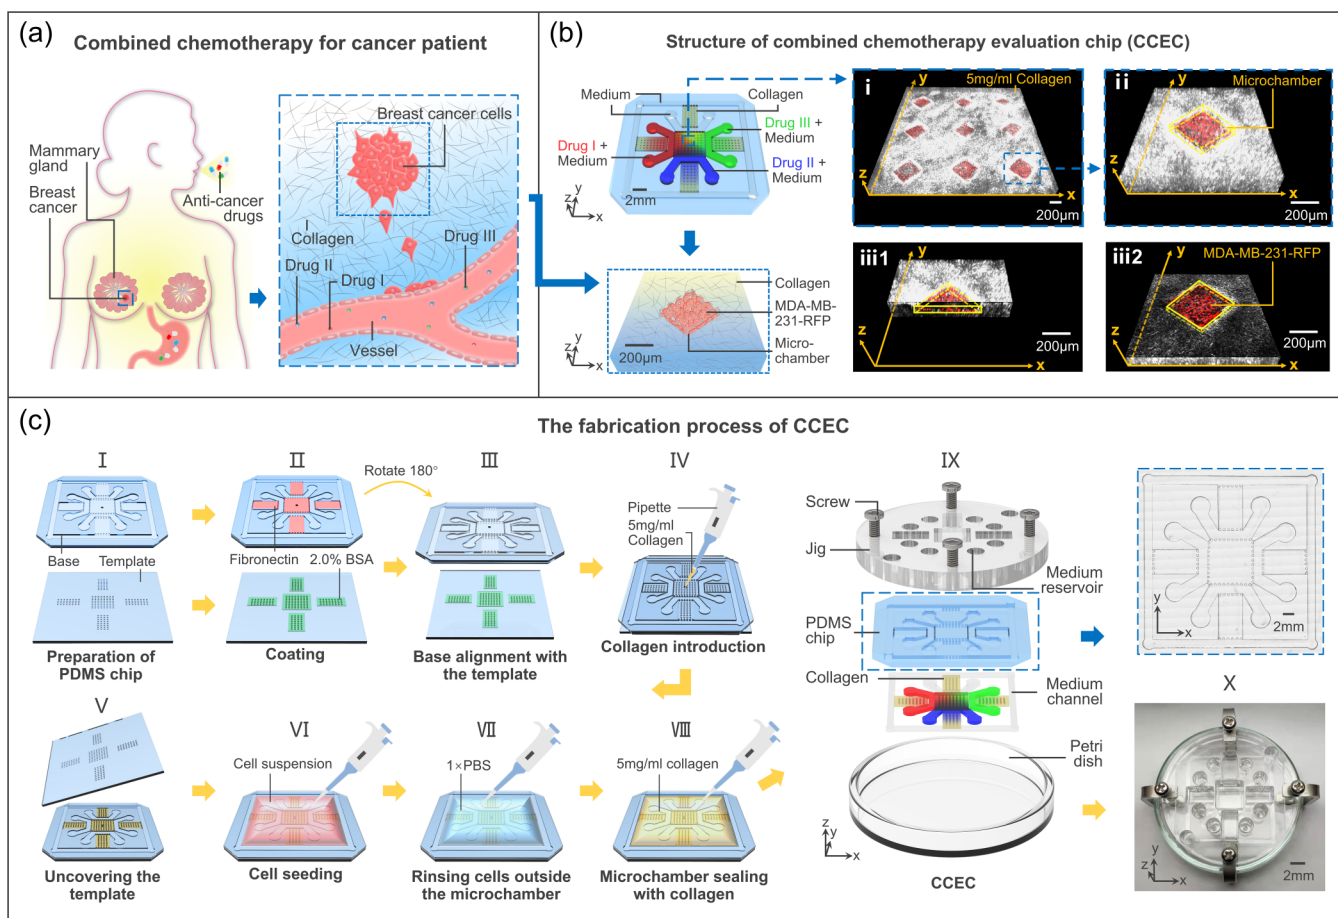 (a)
Combined chemotherapy for cancer patient
Mammary
gland
Breast
cancer
Anti-cancer
drugs
Breast cancer cells
Collagen
Drug II
Drug I
Drug III
Vessel
(b)
Structure of combined chemotherapy evaluation chip (CCEC)
Medium
Collagen
Drug I +
Medium
Drug III +
Medium
Drug II +
Medium
2mm
z
y
x
Collagen
MDA-MB-
231-RFP
Micro-
chamber
200μm
z
y
x
i
y
5mg/ml Collagen
z
x
200μm
ii
y
Microchamber
z
x
200μm
iii1
y
z
x
200μm
iii2
y
MDA-MB-231-RFP
z
x
200μm
(c)
The fabrication process of CCEC
I
Base
Template
Preparation of
PDMS chip
II
Rotate 180°
Fibronectin
2.0% BSA
Coating
III
Base alignment with
the template
IV
Pipette
5mg/ml
Collagen
Collagen introduction
V
Uncovering the
template
VI
Cell suspension
Cell seeding
VII
1×PBS
Rinsing cells outside
the microchamber
VIII
5mg/ml collagen
Microchamber sealing
with collagen
IX
Screw
Jig
Medium
reservoir
PDMS
chip
Collagen
Medium
channel
Petri
dish
z
y
x
CCEC
y
x
2mm
X
y
z
x
2mm